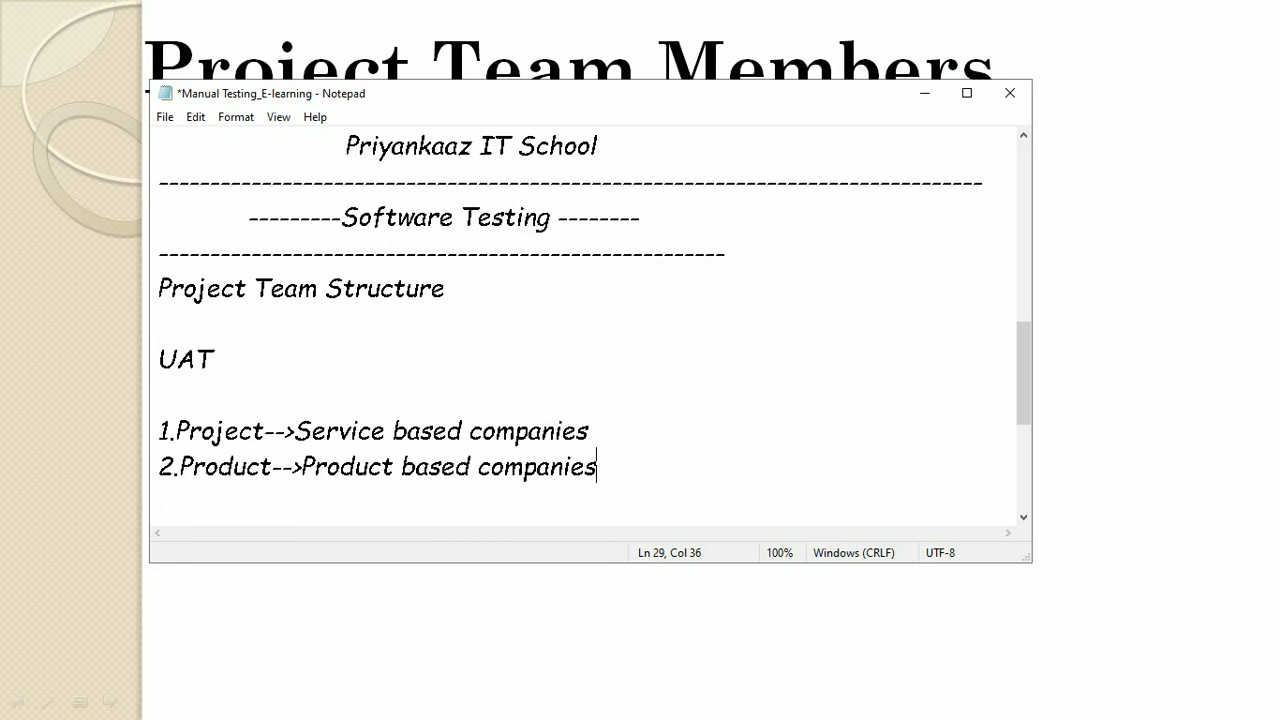 Project Team Members
*Manual Testing_E-learning - Notepad
File Edit Format View Help
Priyankaaz IT School
--------------------------------------------------------------------------------
---------Software Testing --------
-------------------------------------------------------
Project Team Structure
UAT
1.Project-->Service based companies
2.Product-->Product based companies
Ln 29, Col 36 100% Windows (CRLF) UTF-8